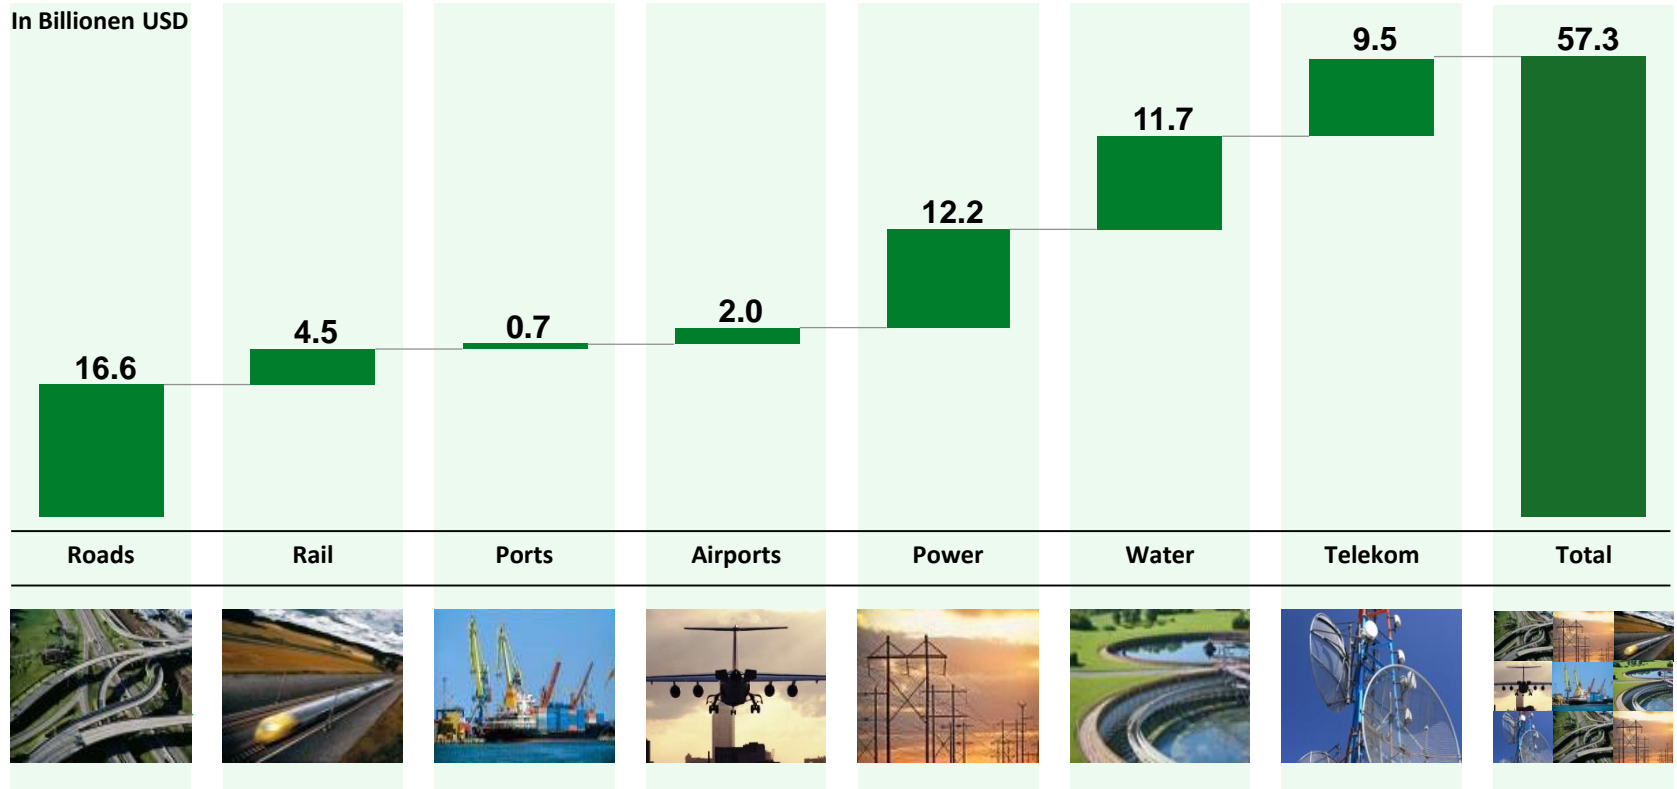 In Billionen USD
16.6
4.5
0.7
2.0
12.2
11.7
9.5
57.3
Roads
Rail
Ports
Airports
Power
Water
Telekom
Total